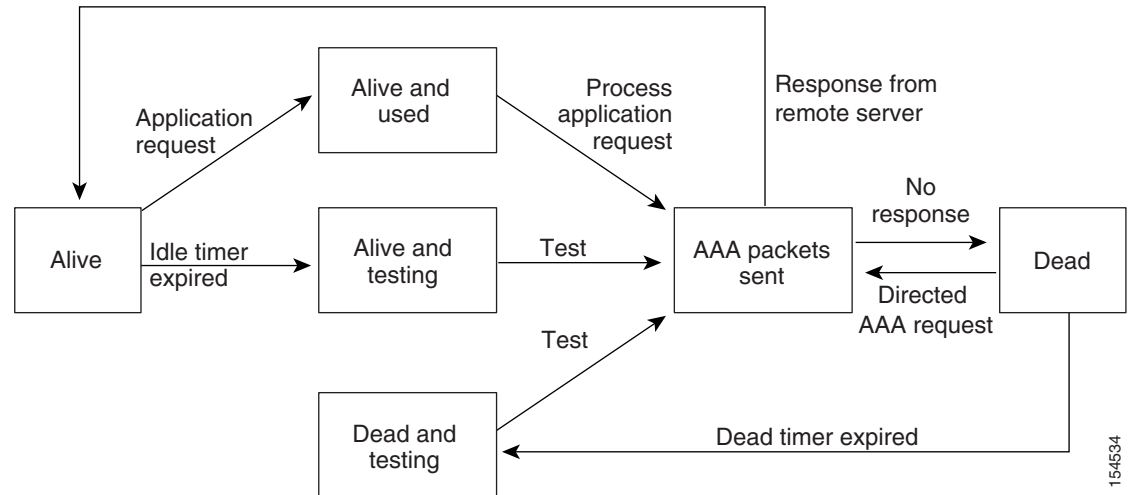 Alive and
used
Process
application
request
Response from
remote server
Application
request
Alive
Idle timer
expired
Alive and
testing
Test
AAA packets
sent
No
response
Dead
Directed
AAA request
Test
Dead and
testing
Dead timer expired
154534